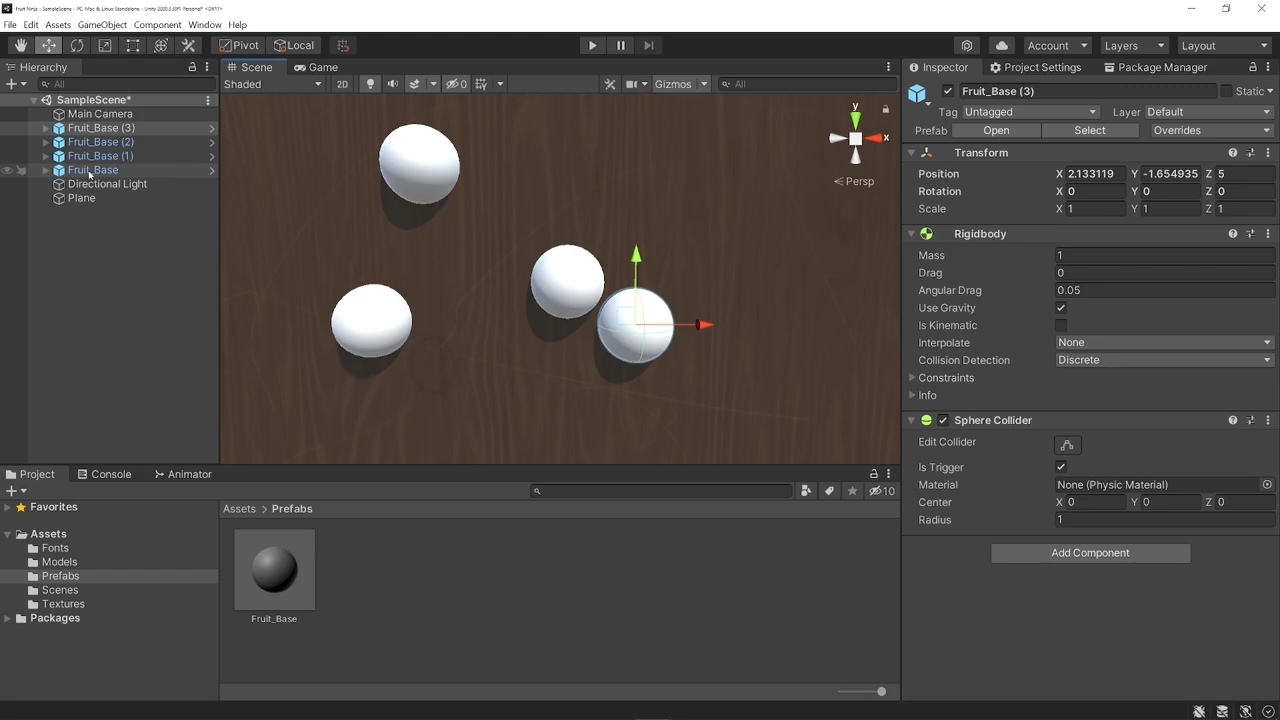 Fruit Ninja - SampleScene - PC, Mac & Linux Standalone - Unity 2020.3.30f1 Personal* <DX11>
File Edit Assets GameObject Component Window Help
Pivot Local Account Layers Layout
Hierarchy
All
SampleScene*
Main Camera
Fruit_Base (3)
Fruit_Base (2)
Fruit_Base (1)
Fruit_Base
Directional Light
Plane
Scene Game
Shaded 2D 0 Gizmos All
y
x
Persp
Inspector Project Settings Package Manager
Fruit_Base (3) Static
Tag Untagged Layer Default
Prefab Open Select Overrides
Transform
Position X 2.133119 Y -1.654935 Z 5
Rotation X 0 Y 0 Z 0
Scale X 1 Y 1 Z 1
Rigidbody
Mass 1
Drag 0
Angular Drag 0.05
Use Gravity
Is Kinematic
Interpolate None
Collision Detection Discrete
Constraints
Info
Sphere Collider
Edit Collider
Is Trigger
Material None (Physic Material)
Center X 0 Y 0 Z 0
Radius 1
Add Component
Project Console Animator
10
Favorites
Assets
Fonts
Models
Prefabs
Scenes
Textures
Packages
Assets > Prefabs
Fruit_Base